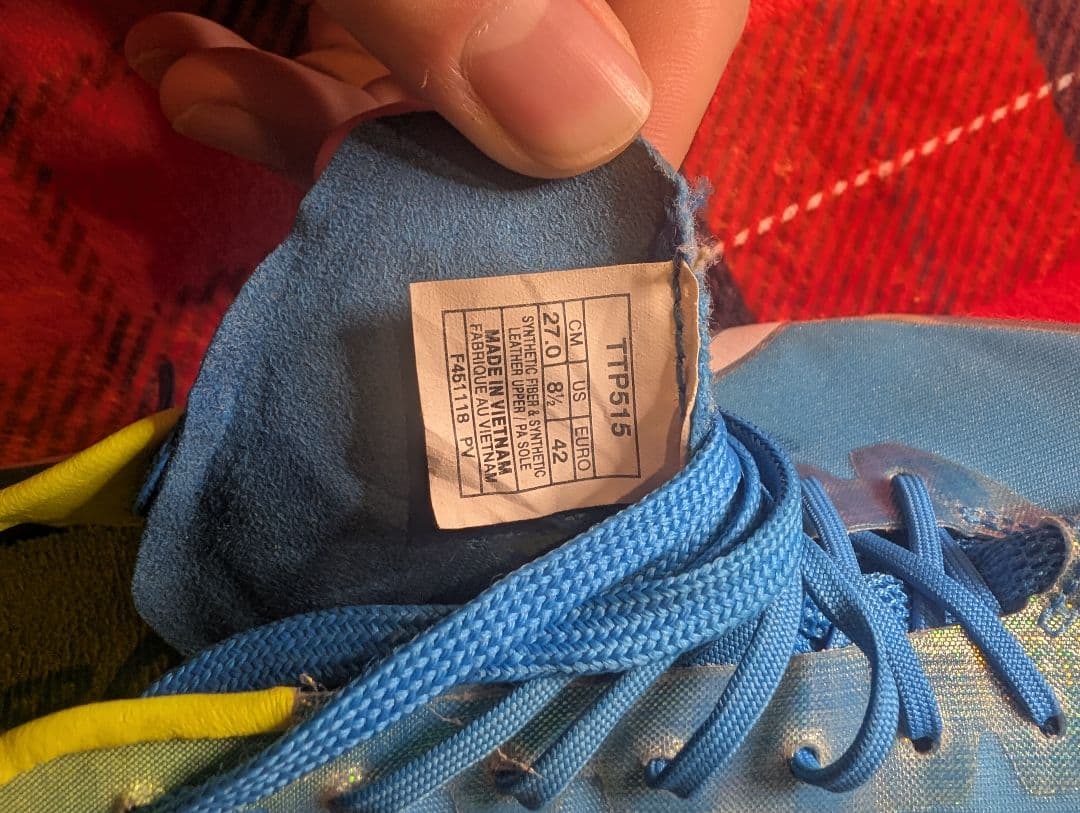 TTP515
CM US EURO
27.0 8½ 42
SYNTHETIC FIBER & SYNTHETIC
LEATHER UPPER / PA SOLE
MADE IN VIETNAM
FABRIQUE AU VIETNAM
F451118 PV